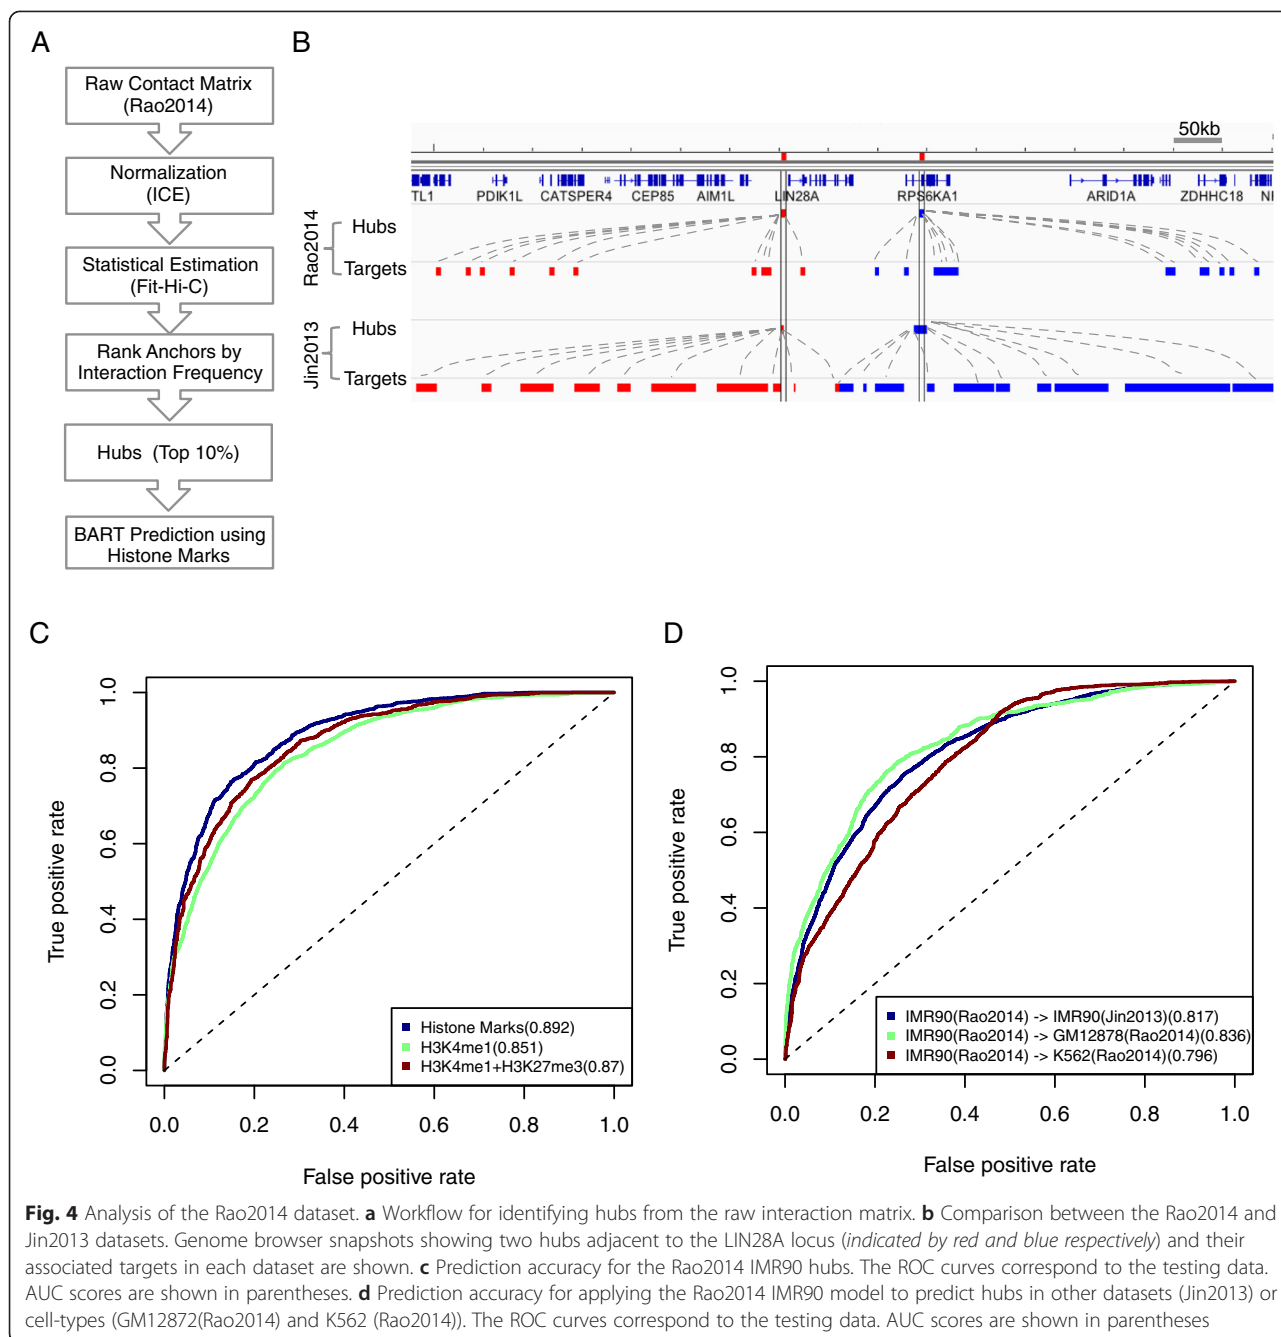 A
Raw Contact Matrix
(Rao2014)
Normalization
(ICE)
Statistical Estimation
(Fit-Hi-C)
Rank Anchors by
Interaction Frequency
Hubs (Top 10%)
BART Prediction using
Histone Marks
B
50kb
TL1 PDIK1L CATSPER4 CEP85 AIM1L LIN28A RPS6KA1 ARID1A ZDHHC18 NI
Rao2014
Hubs
Targets
Jin2013
Hubs
Targets
C
True positive rate
0.0 0.2 0.4 0.6 0.8 1.0
Histone Marks(0.892)
H3K4me1(0.851)
H3K4me1+H3K27me3(0.87)
0.0 0.2 0.4 0.6 0.8 1.0
False positive rate
D
True positive rate
0.0 0.2 0.4 0.6 0.8 1.0
IMR90(Rao2014) -> IMR90(Jin2013)(0.817)
IMR90(Rao2014) -> GM12878(Rao2014)(0.836)
IMR90(Rao2014) -> K562(Rao2014)(0.796)
0.0 0.2 0.4 0.6 0.8 1.0
False positive rate
Fig. 4 Analysis of the Rao2014 dataset. a Workflow for identifying hubs from the raw interaction matrix. b Comparison between the Rao2014 and
Jin2013 datasets. Genome browser snapshots showing two hubs adjacent to the LIN28A locus (indicated by red and blue respectively) and their
associated targets in each dataset are shown. c Prediction accuracy for the Rao2014 IMR90 hubs. The ROC curves correspond to the testing data.
AUC scores are shown in parentheses. d Prediction accuracy for applying the Rao2014 IMR90 model to predict hubs in other datasets (Jin2013) or
cell-types (GM12872(Rao2014) and K562 (Rao2014)). The ROC curves correspond to the testing data. AUC scores are shown in parentheses